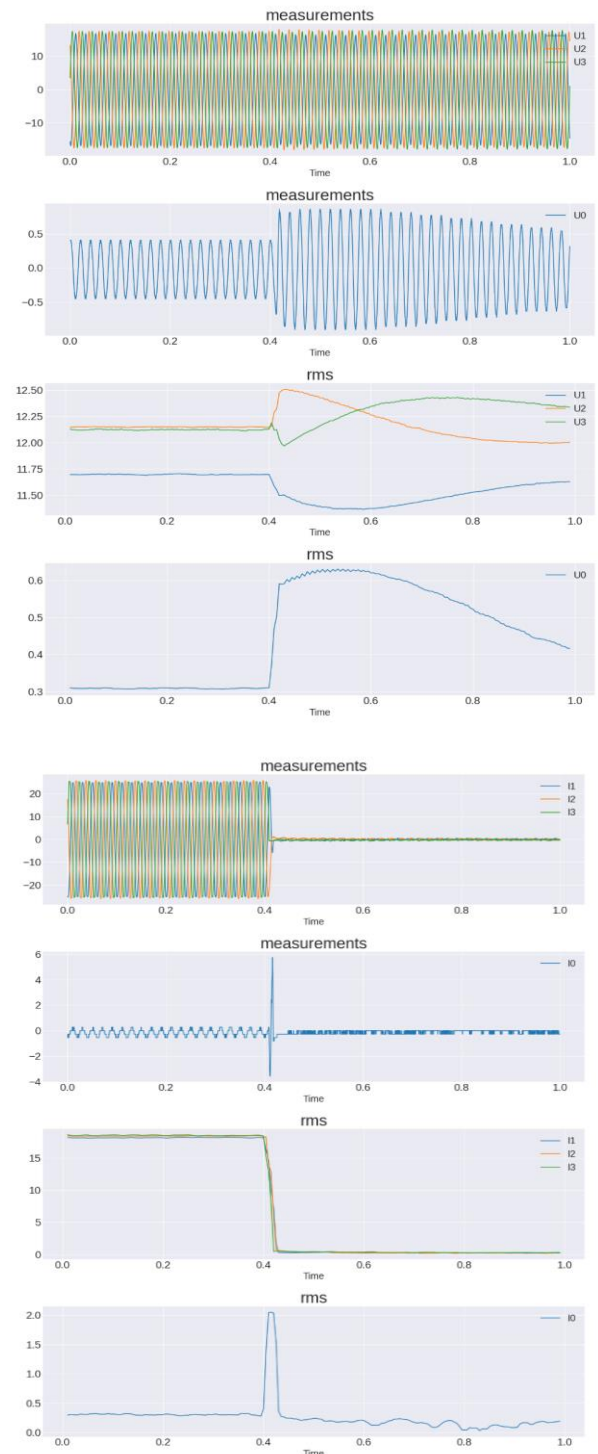 measurements
10
0
−10
U1
U2
U3
0.0 0.2 0.4 0.6 0.8 1.0
Time
measurements
0.5
0.0
−0.5
U0
0.0 0.2 0.4 0.6 0.8 1.0
Time
rms
12.50
12.25
12.00
11.75
11.50
U1
U2
U3
0.0 0.2 0.4 0.6 0.8 1.0
Time
rms
0.6
0.5
0.4
0.3
U0
0.0 0.2 0.4 0.6 0.8 1.0
Time
measurements
20
10
0
−10
−20
I1
I2
I3
0.0 0.2 0.4 0.6 0.8 1.0
Time
measurements
6
4
2
0
−2
−4
I0
0.0 0.2 0.4 0.6 0.8 1.0
Time
rms
15
10
5
0
I1
I2
I3
0.0 0.2 0.4 0.6 0.8 1.0
Time
rms
2.0
1.5
1.0
0.5
0.0
I0
0.0 0.2 0.4 0.6 0.8 1.0
Time